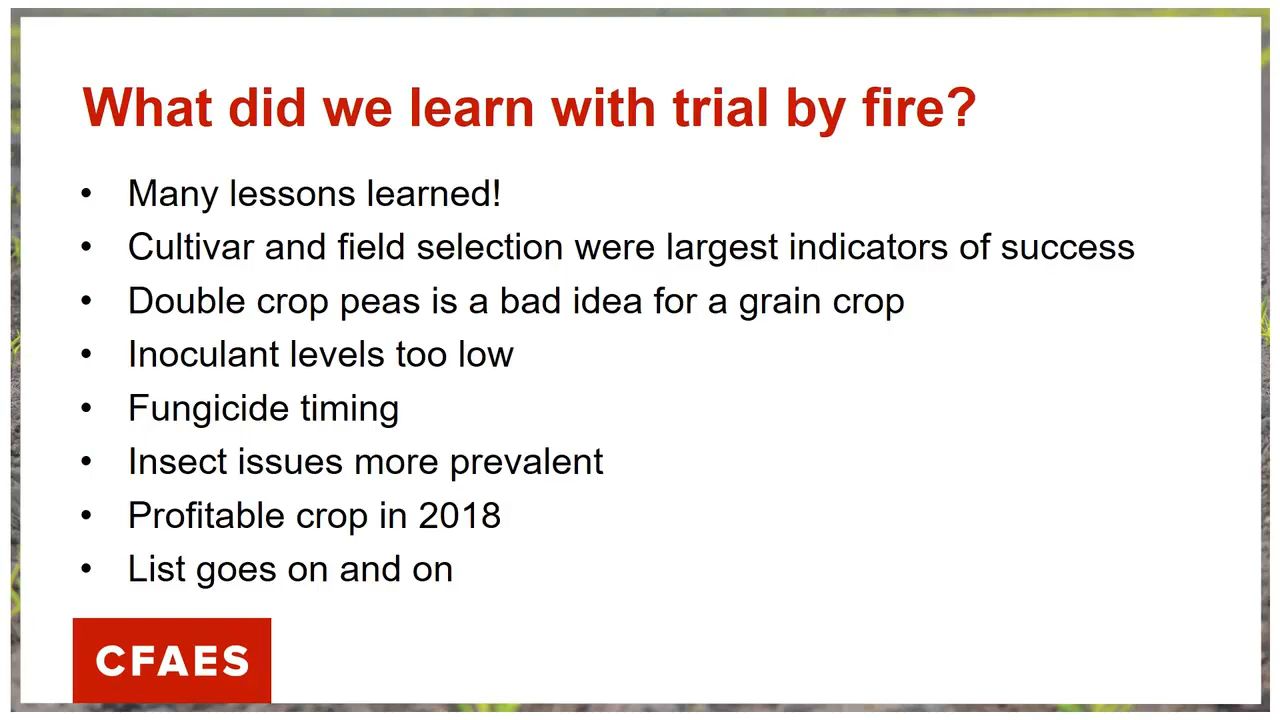 What did we learn with trial by fire?
• Many lessons learned!
• Cultivar and field selection were largest indicators of success
• Double crop peas is a bad idea for a grain crop
• Inoculant levels too low
• Fungicide timing
• Insect issues more prevalent
• Profitable crop in 2018
• List goes on and on
CFAES